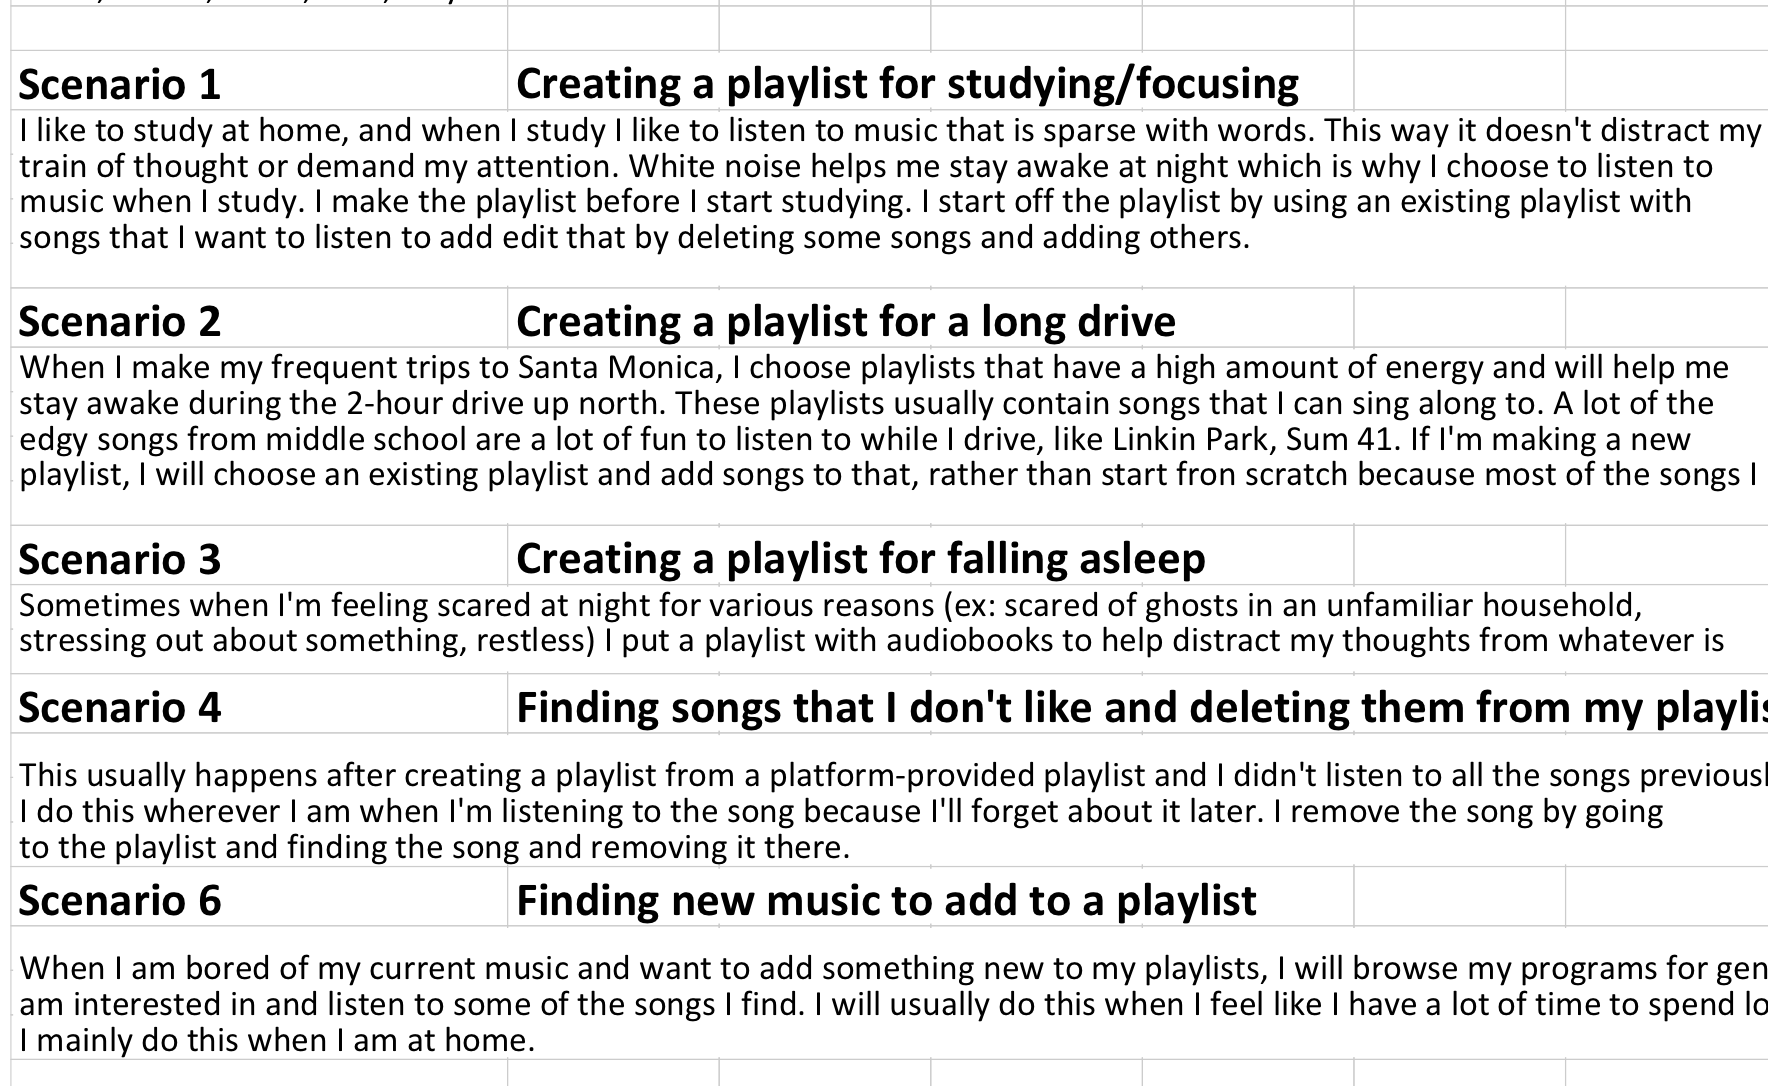 Scenario 1 Creating a playlist for studying/focusing
I like to study at home, and when I study I like to listen to music that is sparse with words. This way it doesn't distract my
train of thought or demand my attention. White noise helps me stay awake at night which is why I choose to listen to
music when I study. I make the playlist before I start studying. I start off the playlist by using an existing playlist with
songs that I want to listen to add edit that by deleting some songs and adding others.
Scenario 2 Creating a playlist for a long drive
When I make my frequent trips to Santa Monica, I choose playlists that have a high amount of energy and will help me
stay awake during the 2-hour drive up north. These playlists usually contain songs that I can sing along to. A lot of the
edgy songs from middle school are a lot of fun to listen to while I drive, like Linkin Park, Sum 41. If I'm making a new
playlist, I will choose an existing playlist and add songs to that, rather than start fron scratch because most of the songs I
Scenario 3 Creating a playlist for falling asleep
Sometimes when I'm feeling scared at night for various reasons (ex: scared of ghosts in an unfamiliar household,
stressing out about something, restless) I put a playlist with audiobooks to help distract my thoughts from whatever is
Scenario 4 Finding songs that I don't like and deleting them from my playlis
This usually happens after creating a playlist from a platform-provided playlist and I didn't listen to all the songs previousl
I do this wherever I am when I'm listening to the song because I'll forget about it later. I remove the song by going
to the playlist and finding the song and removing it there.
Scenario 6 Finding new music to add to a playlist
When I am bored of my current music and want to add something new to my playlists, I will browse my programs for gen
am interested in and listen to some of the songs I find. I will usually do this when I feel like I have a lot of time to spend lo
I mainly do this when I am at home.